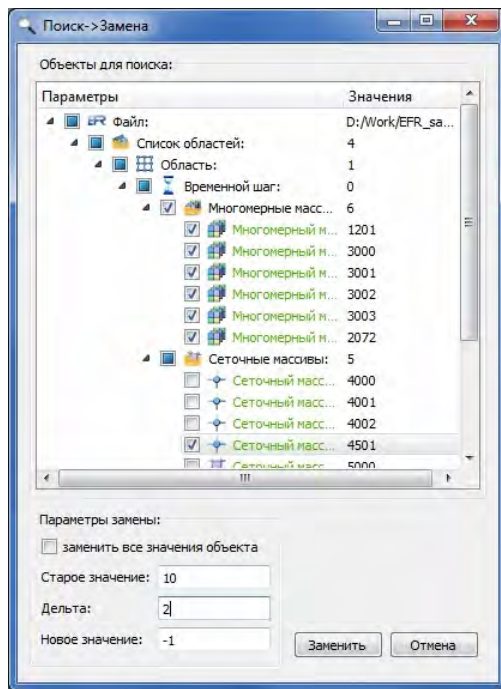 Поиск->Замена
Объекты для поиска:
Параметры Значения
EFR Файл: D:/Work/EFR_sa...
Список областей: 4
Область: 1
Временной шаг: 0
Многомерные масс... 6
Многомерный м... 1201
Многомерный м... 3000
Многомерный м... 3001
Многомерный м... 3002
Многомерный м... 3003
Многомерный м... 2072
Сеточные массивы: 5
Сеточный масс... 4000
Сеточный масс... 4001
Сеточный масс... 4002
Сеточный масс... 4501
Сеточный масс... 5000
Параметры замены:
заменить все значения объекта
Старое значение: 10
Дельта: 2
Новое значение: -1
Заменить Отмена